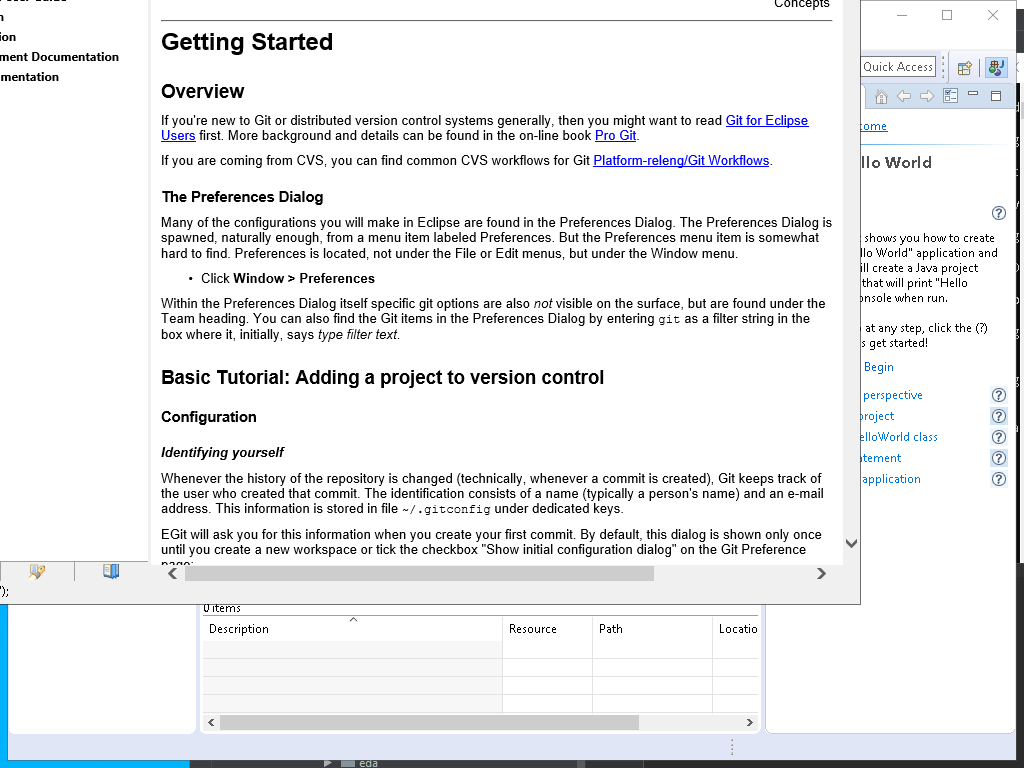 Concepts
ion
ment Documentation
mentation
Getting Started
Overview
If you're new to Git or distributed version control systems generally, then you might want to read Git for Eclipse
Users first. More background and details can be found in the on-line book Pro Git.
If you are coming from CVS, you can find common CVS workflows for Git Platform-releng/Git Workflows.
The Preferences Dialog
Many of the configurations you will make in Eclipse are found in the Preferences Dialog. The Preferences Dialog is
spawned, naturally enough, from a menu item labeled Preferences. But the Preferences menu item is somewhat
hard to find. Preferences is located, not under the File or Edit menus, but under the Window menu.
• Click Window > Preferences
Within the Preferences Dialog itself specific git options are also not visible on the surface, but are found under the
Team heading. You can also find the Git items in the Preferences Dialog by entering git as a filter string in the
box where it, initially, says type filter text.
Basic Tutorial: Adding a project to version control
Configuration
Identifying yourself
Whenever the history of the repository is changed (technically, whenever a commit is created), Git keeps track of
the user who created that commit. The identification consists of a name (typically a person's name) and an e-mail
address. This information is stored in file ~/.gitconfig under dedicated keys.
EGit will ask you for this information when you create your first commit. By default, this dialog is shown only once
until you create a new workspace or tick the checkbox "Show initial configuration dialog" on the Git Preference
page:
");
Quick Access
ome
llo World
shows you how to create
llo World" application and
ill create a Java project
that will print "Hello
onsole when run.
at any step, click the (?)
s get started!
Begin
perspective
project
elloWorld class
tement
application
0 items
Description
Resource
Path
Locatio
eda